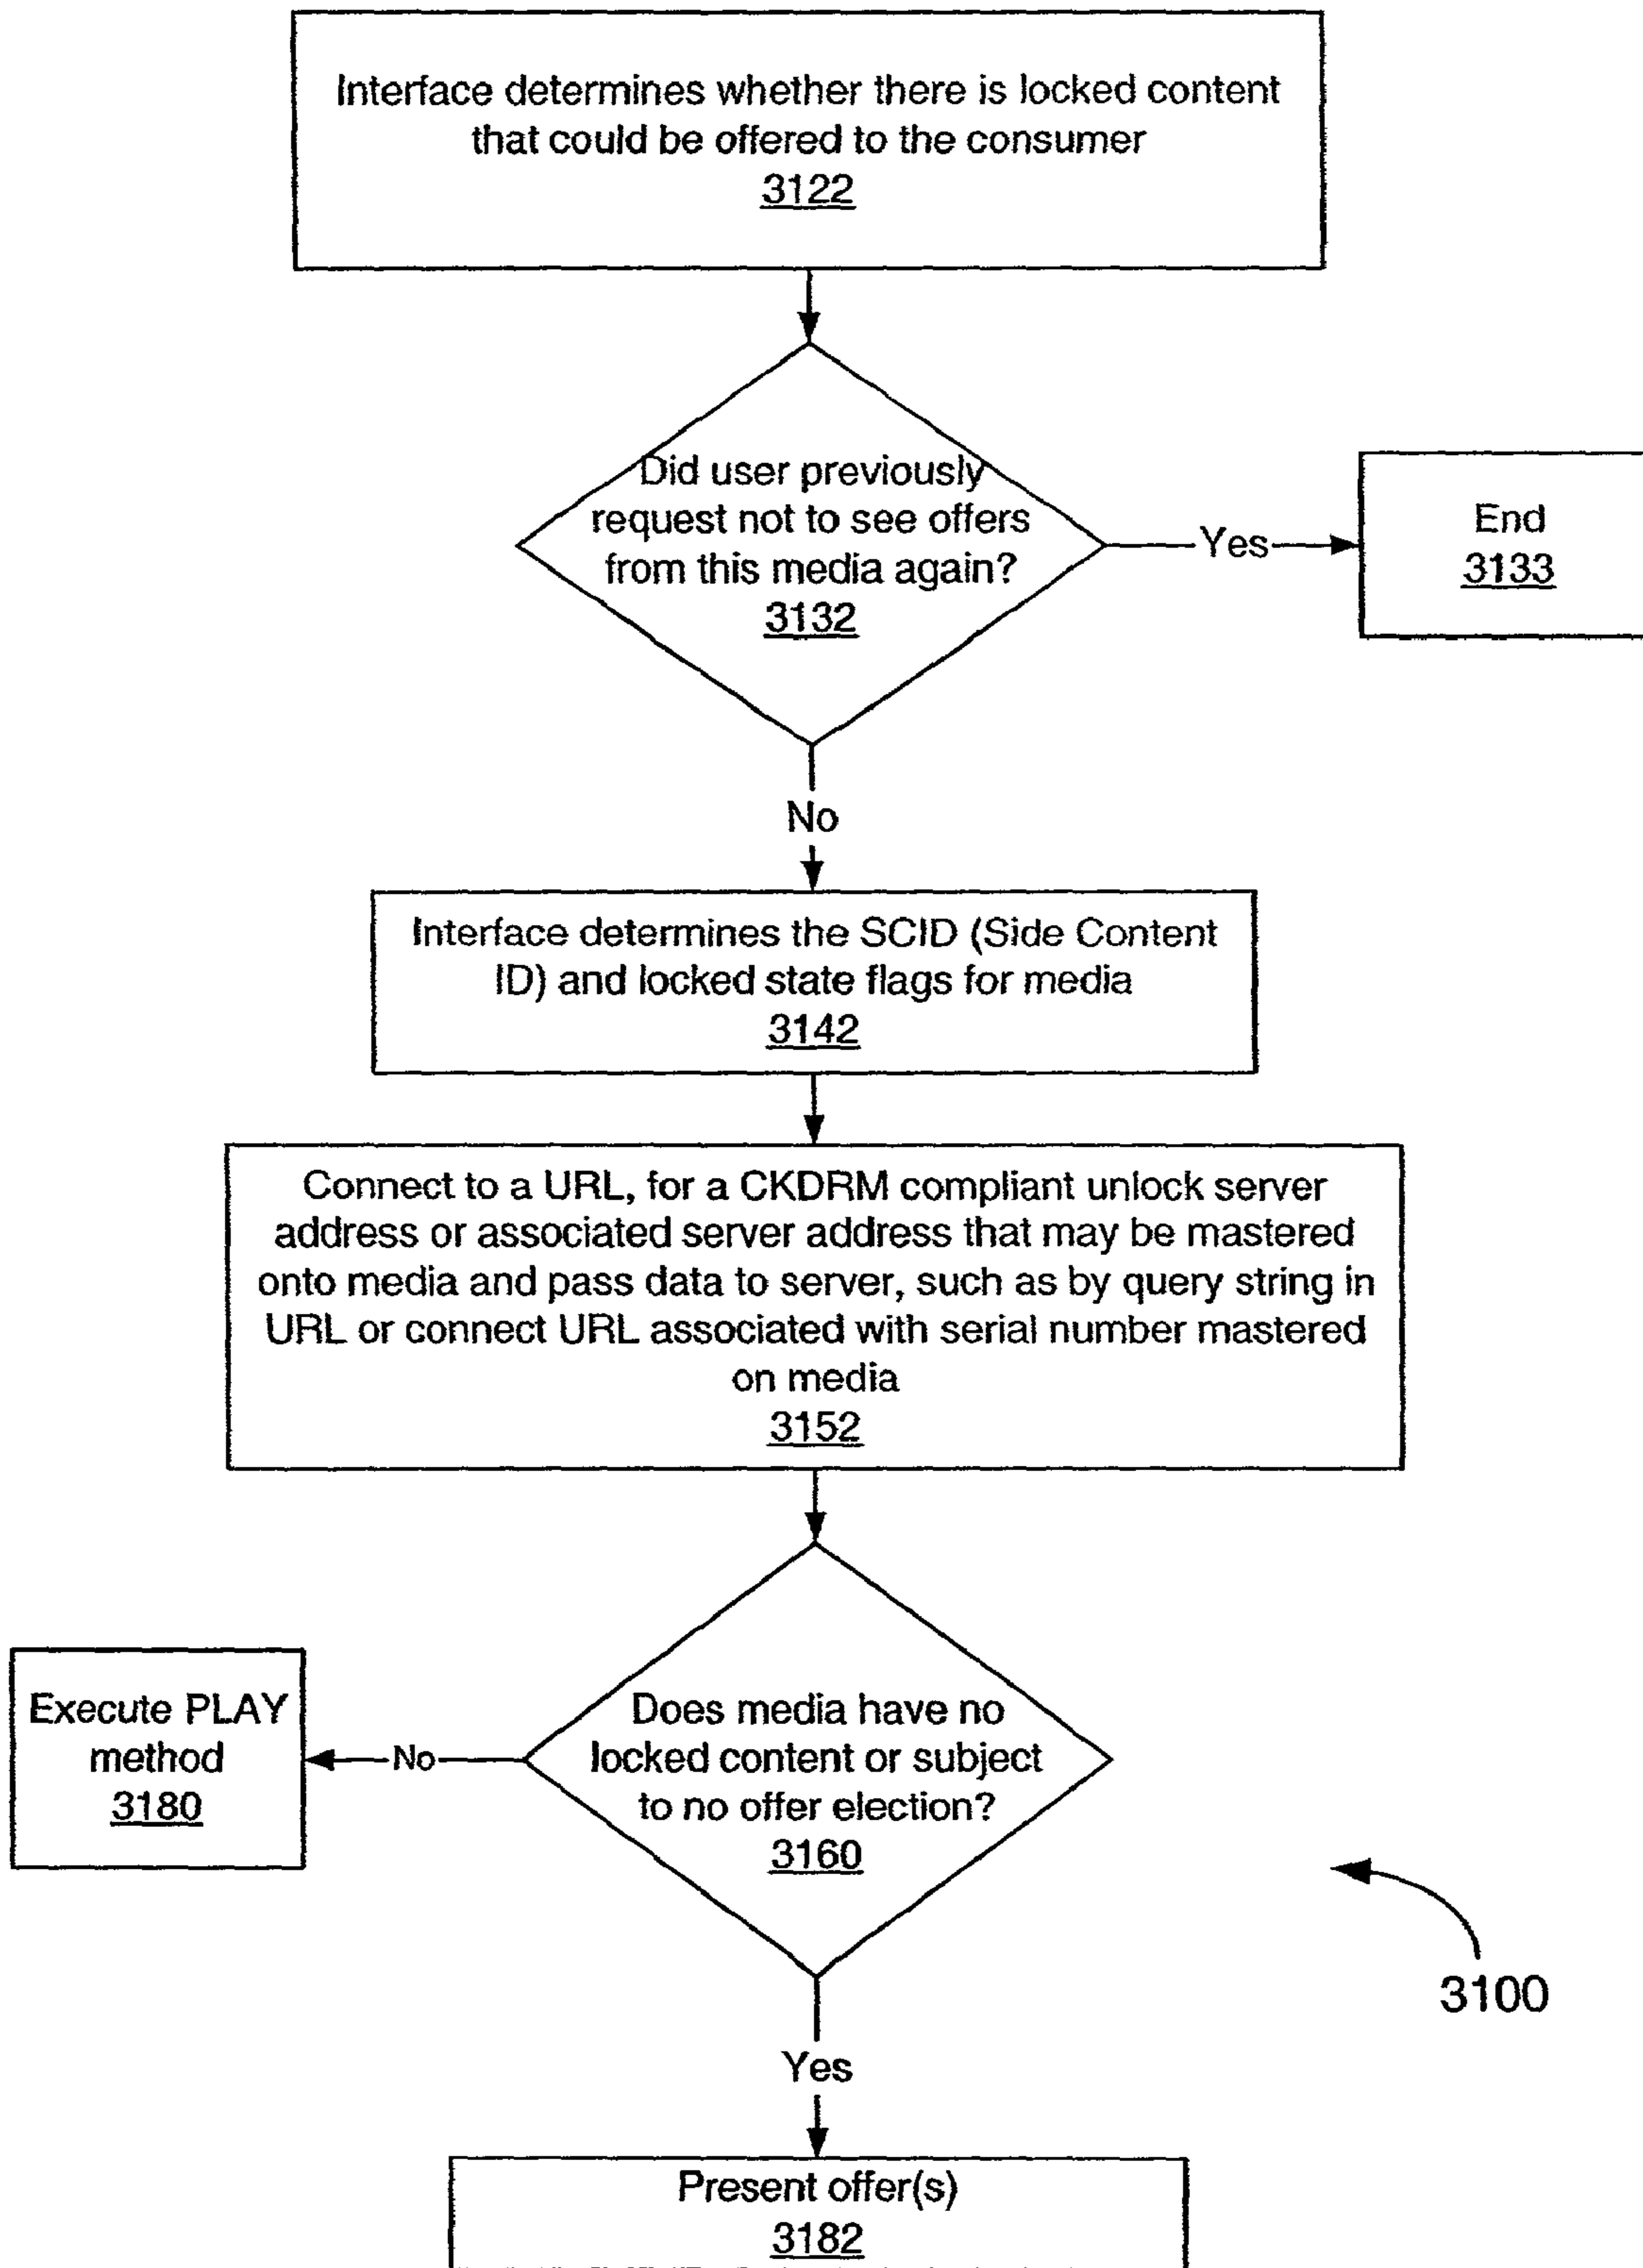 Interface determines whether there is locked content
that could be offered to the consumer
3122
Did user previously
request not to see offers
from this media again?
3132
Yes
End
3133
No
Interface determines the SCID (Side Content
ID) and locked state flags for media
3142
Connect to a URL, for a CKDRM compliant unlock server
address or associated server address that may be mastered
onto media and pass data to server, such as by query string in
URL or connect URL associated with serial number mastered
on media
3152
Execute PLAY
method
3180
No
Does media have no
locked content or subject
to no offer election?
3160
3100
Yes
Present offer(s)
3182